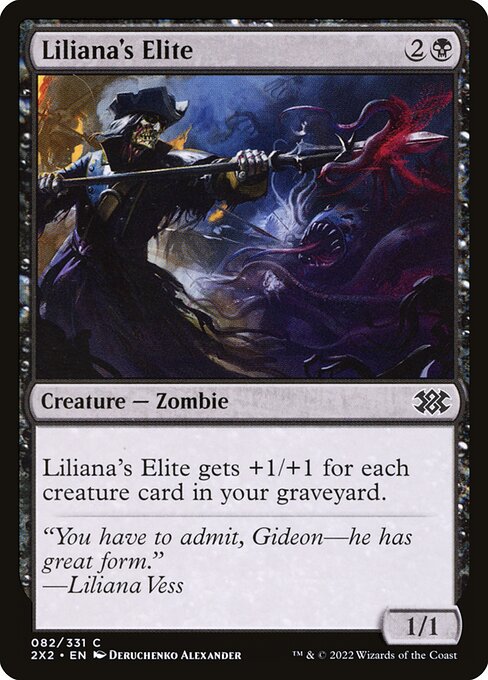 Liliana's Elite 2
Creature — Zombie
Liliana's Elite gets +1/+1 for each
creature card in your graveyard.
"You have to admit, Gideon—he has
great form."
—Liliana Vess
1/1
082/331 C
2X2 • EN Deruchenko Alexander ™ & © 2022 Wizards of the Coast